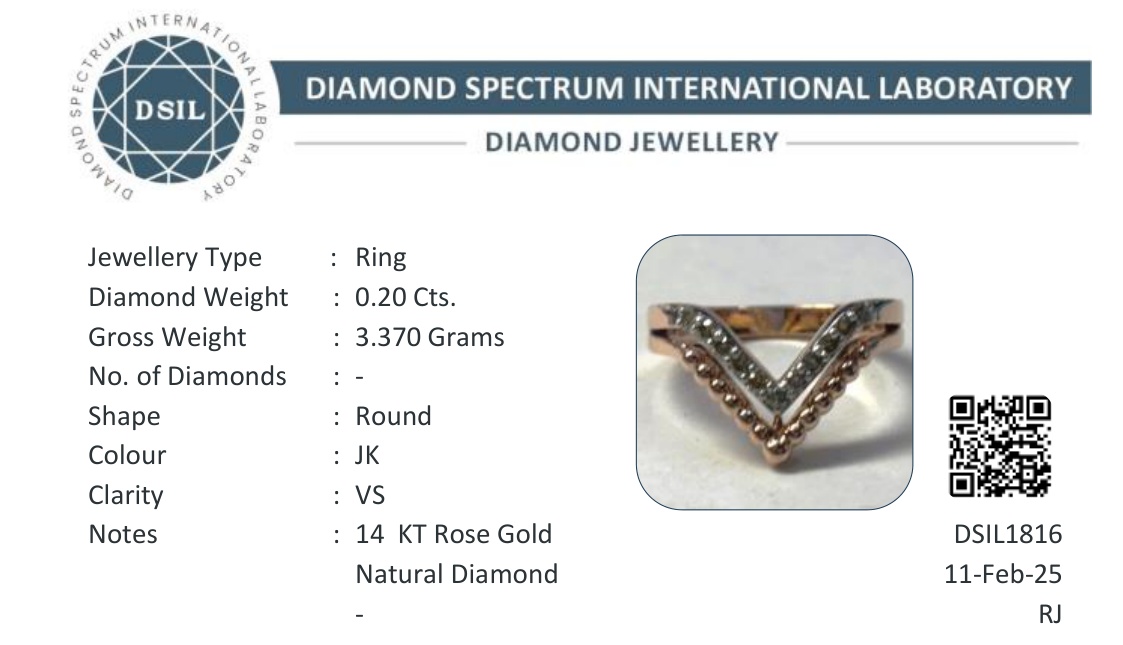 DIAMOND SPECTRUM INTERNATIONAL LABORATORY
DSIL
DIAMOND SPECTRUM INTERNATIONAL LABORATORY
DIAMOND JEWELLERY
Jewellery Type : Ring
Diamond Weight : 0.20 Cts.
Gross Weight : 3.370 Grams
No. of Diamonds : -
Shape : Round
Colour : JK
Clarity : VS
Notes : 14 KT Rose Gold
Natural Diamond
-
DSIL1816
11-Feb-25
RJ